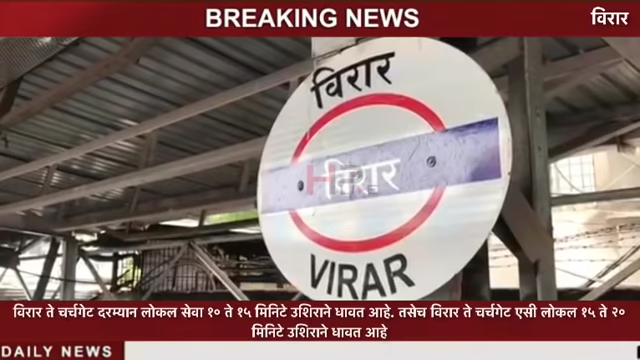 BREAKING NEWS
विरार
विरार
विरार
VIRAR
विरार ते चर्चगेट दरम्यान लोकल सेवा १० ते १५ मिनिटे उशिराने धावत आहे. तसेच विरार ते चर्चगेट एसी लोकल १५ ते २०
मिनिटे उशिराने धावत आहे
DAILY NEWS